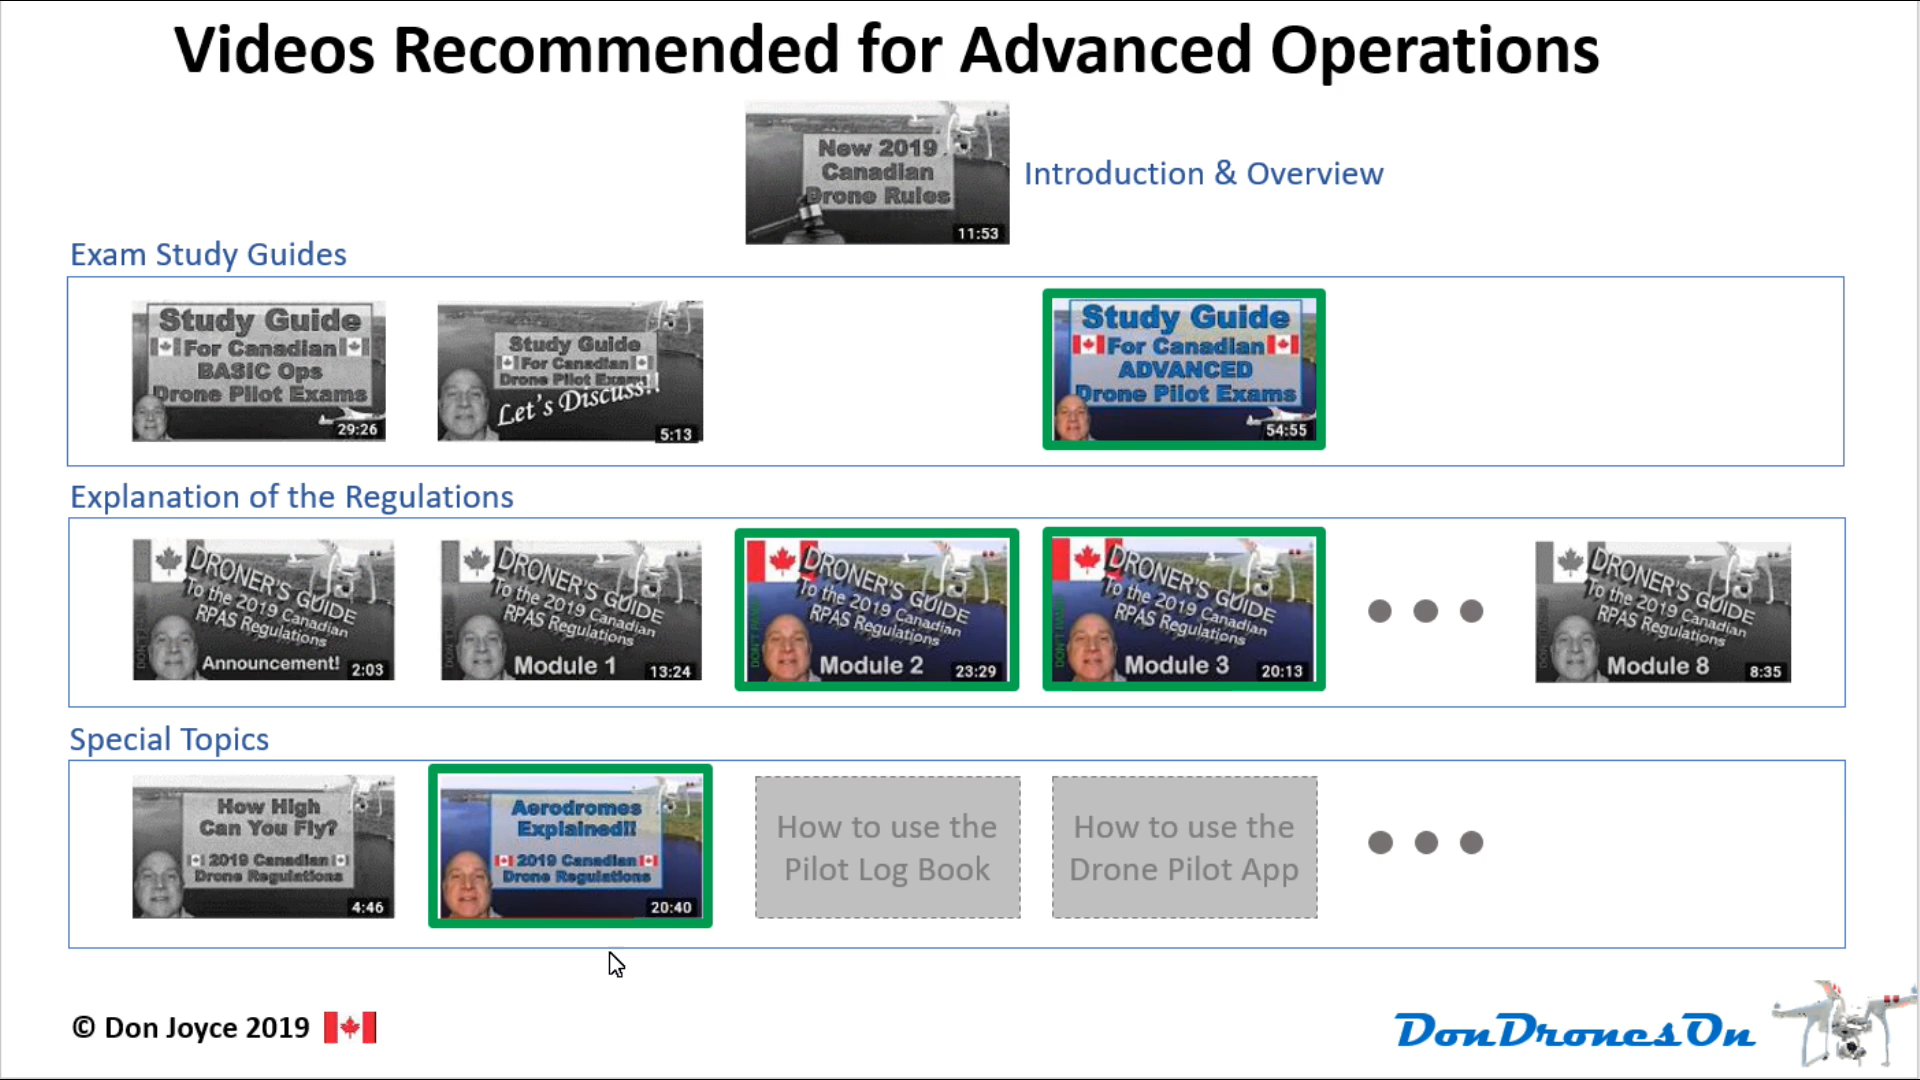 Videos Recommended for Advanced Operations
New 2019
Canadian
Drone Rules
11:53
Introduction & Overview
Exam Study Guides
Study Guide
For Canadian
BASIC Ops
Drone Pilot Exams
29:26
Study Guide
For Canadian
Drone Pilot Exams
Let's Discuss!!
5:13
Study Guide
For Canadian
ADVANCED
Drone Pilot Exams
54:55
Explanation of the Regulations
DRONER'S GUIDE
To the 2019 Canadian
RPAS Regulations
Announcement!
2:03
DRONER'S GUIDE
To the 2019 Canadian
RPAS Regulations
Module 1
13:24
DRONER'S GUIDE
To the 2019 Canadian
RPAS Regulations
Module 2
23:29
DRONER'S GUIDE
To the 2019 Canadian
RPAS Regulations
Module 3
20:13
DRONER'S GUIDE
To the 2019 Canadian
RPAS Regulations
Module 8
8:35
Special Topics
How High
Can You Fly?
2019 Canadian
Drone Regulations
4:46
Aerodromes
Explained!!
2019 Canadian
Drone Regulations
20:40
How to use the
Pilot Log Book
How to use the
Drone Pilot App
© Don Joyce 2019
DonDronesOn